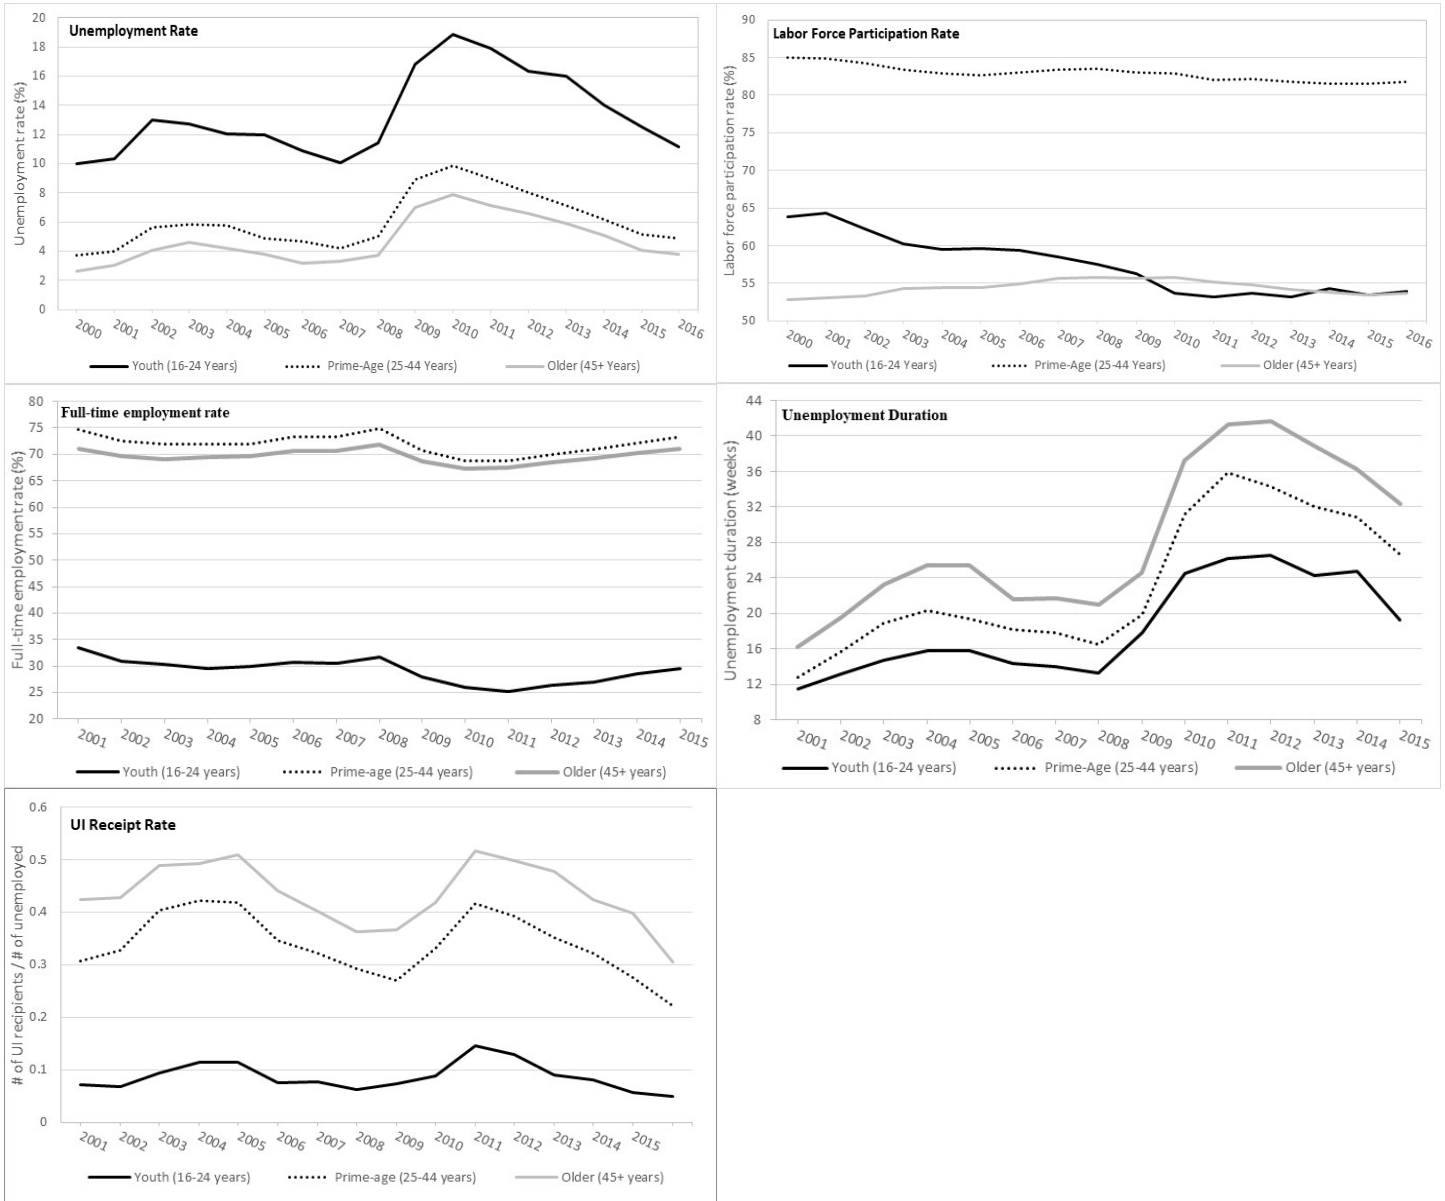 Unemployment Rate
Unemployment rate (%)
20
18
16
14
12
10
8
6
4
2
0
2000 2001 2002 2003 2004 2005 2006 2007 2008 2009 2010 2011 2012 2013 2014 2015 2016
Youth (16-24 Years) Prime-Age (25-44 Years) Older (45+ Years)
Labor Force Participation Rate
Labor force participation rate (%)
90
85
80
75
70
65
60
55
50
2000 2001 2002 2003 2004 2005 2006 2007 2008 2009 2010 2011 2012 2013 2014 2015 2016
Youth (16-24 Years) Prime-Age (25-44 Years) Older (45+ Years)
Full-time employment rate
Full-time employment rate (%)
80
75
70
65
60
55
50
45
40
35
30
25
20
2001 2002 2003 2004 2005 2006 2007 2008 2009 2010 2011 2012 2013 2014 2015
Youth (16-24 years) Prime-age (25-44 years) Older (45+ years)
Unemployment Duration
Unemployment duration (weeks)
44
40
36
32
28
24
20
16
12
8
2001 2002 2003 2004 2005 2006 2007 2008 2009 2010 2011 2012 2013 2014 2015
Youth (16-24 years) Prime-Age (25-44 years) Older (45+ years)
UI Receipt Rate
# of UI recipients / # of unemployed
0.6
0.5
0.4
0.3
0.2
0.1
0
2001 2002 2003 2004 2005 2006 2007 2008 2009 2010 2011 2012 2013 2014 2015
Youth (16-24 years) Prime-age (25-44 years) Older (45+ years)